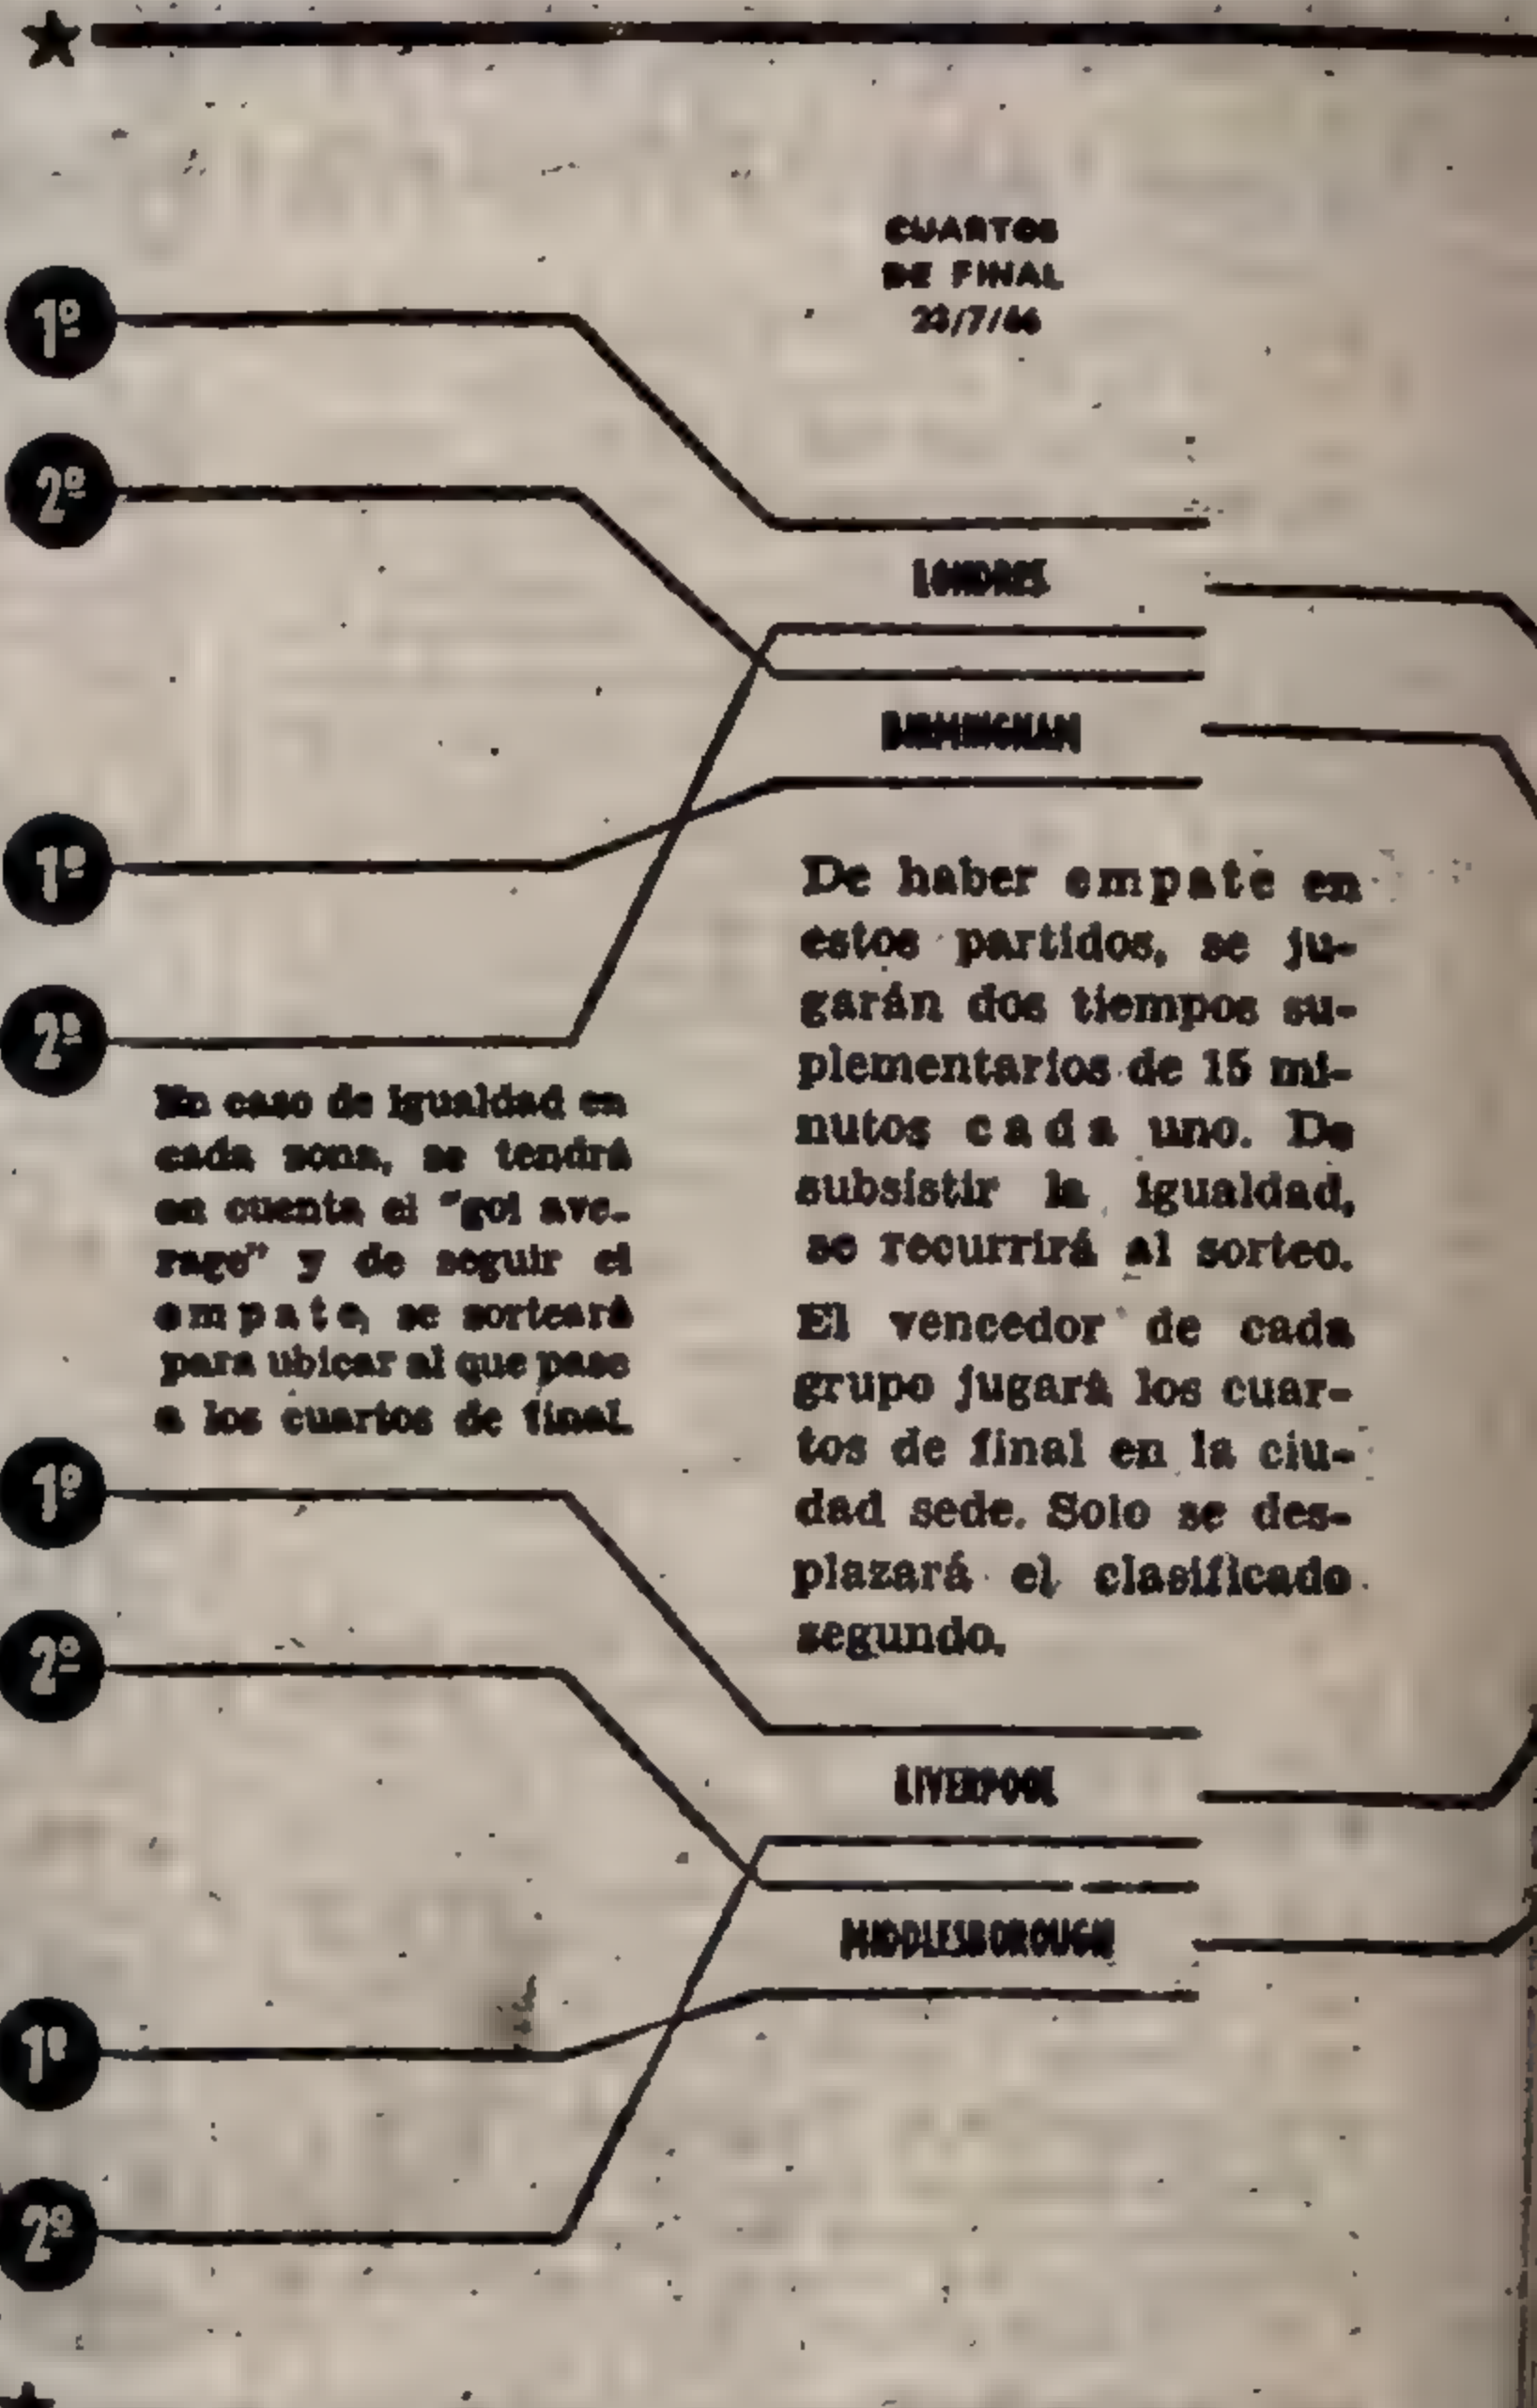 CUARTOS
DE FINAL
23/7/66
1º
2º
LONDRES
BIRMINGHAM
1º
2º
De haber empate en
estos partidos, se ju-
garán dos tiempos su-
plementarios de 15 mi-
nutos cada uno. De
subsistir la igualdad,
se recurrirá al sorteo.
El vencedor de cada
grupo jugará los cuar-
tos de final en la ciu-
dad sede. Solo se des-
plazará el clasificado
segundo.
En caso de igualdad en
cada zona, se tendrá
en cuenta el "gol ave-
rage" y de seguir el
empate, se sorteará
para ubicar al que pase
a los cuartos de final.
1º
2º
LIVERPOOL
MIDDLESBOROUGH
1º
2º